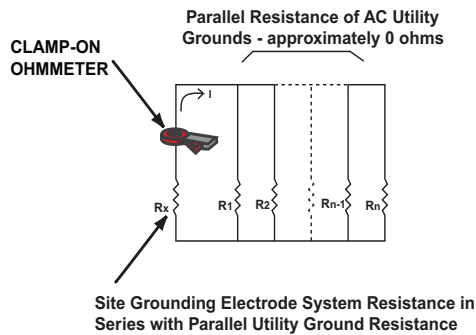 Parallel Resistance of AC Utility
Grounds - approximately 0 ohms
CLAMP-ON
OHMMETER
I
Rx
R1
R2
Rn-1
Rn
Site Grounding Electrode System Resistance in
Series with Parallel Utility Ground Resistance